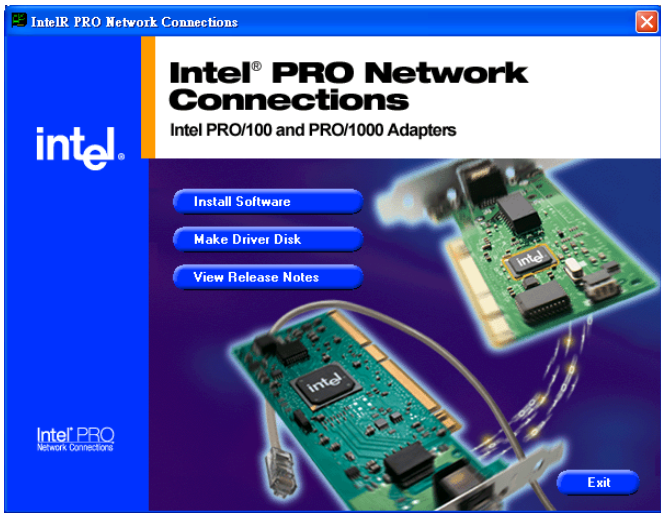 IntelR PRO Network Connections
Intel® PRO Network
Connections
Intel PRO/100 and PRO/1000 Adapters
intel®
Install Software
Make Driver Disk
View Release Notes
intel
intel
Intel® PRO
Network Connections
Exit